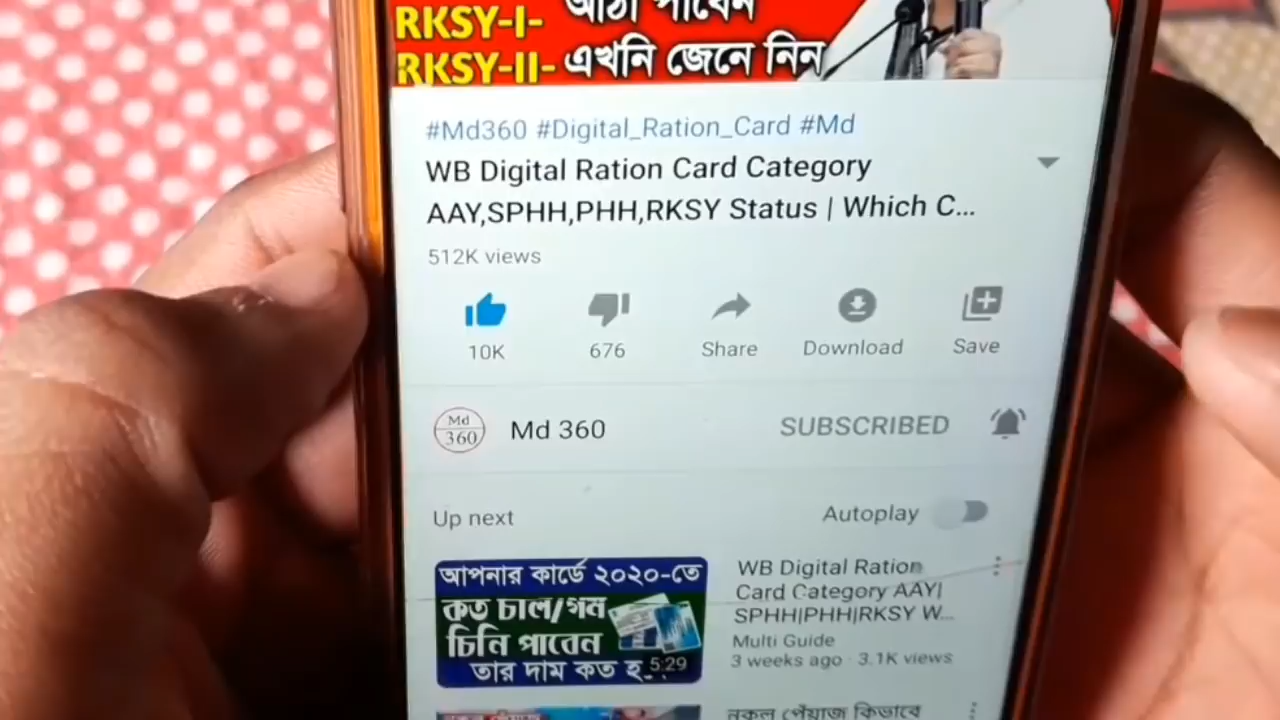 RKSY-I- আটা পাবেন
RKSY-II- এখনি জেনে নিন
#Md360 #Digital_Ration_Card #Md
WB Digital Ration Card Category
AAY,SPHH,PHH,RKSY Status | Which C...
512K views
10K
676
Share
Download
Save
Md
360
Md 360
SUBSCRIBED
Up next
Autoplay
আপনার কার্ডে ২০২০-তে
কত চাল/গম
চিনি পাবেন
তার দাম কত হ..
5:29
WB Digital Ration
Card Category AAY|
SPHH|PHH|RKSY W...
Multi Guide
3 weeks ago · 3.1K views
নকল পেঁয়াজ কিভাবে